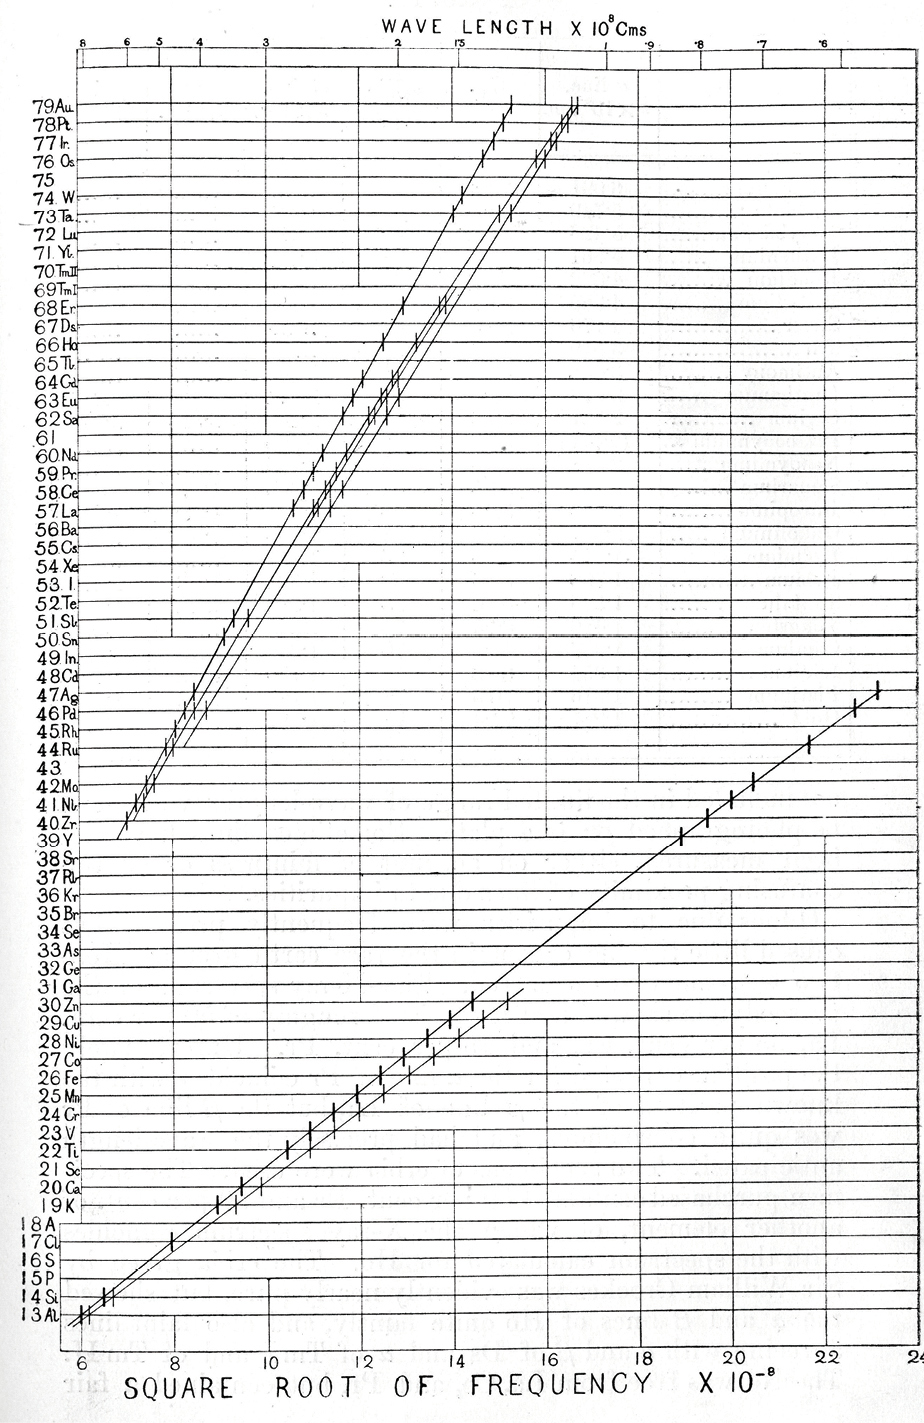 WAVE LENGTH X 10⁸ Cms
8 6 5 4 3 2 1·5 1 ·9 ·8 ·7 ·6
79 Au.
78 Pt.
77 Ir.
76 Os
75
74 W
73 Ta.
72 Lu
71 Yt.
70 TmII
69 TmI
68 Er.
67 Ds
66 Ho
65 Tb.
64 Gd
63 Eu
62 Sa
61
60 Nd
59 Pr.
58 Ce
57 La
56 Ba
55 Cs
54 Xe
53 I.
52 Te
51 Sb
50 Sn
49 In.
48 Cd
47 Ag
46 Pd
45 Rh
44 Ru
43
42 Mo
41 Nb
40 Zr
39 Y
38 Sr
37 Rb
36 Kr
35 Br
34 Se
33 As
32 Ge
31 Ga
30 Zn
29 Cu
28 Ni
27 Co
26 Fe
25 Mn
24 Cr
23 V
22 Ti
21 Sc
20 Ca
19 K
18 A
17 Cl
16 S
15 P
14 Si
13 Al
6 8 10 12 14 16 18 20 22 24
SQUARE ROOT OF FREQUENCY X 10⁻⁸